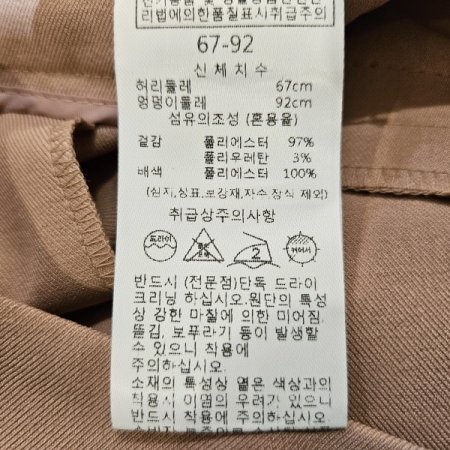 리법에의한품질표시취급주의
67-92
신체치수
허리둘레 67cm
엉덩이둘레 92cm
섬유의조성 (혼용율)
겉감 폴리에스터 97%
폴리우레탄 3%
배색 폴리에스터 100%
(심지,상표,보강재,자수,장식 제외)
취급상주의사항
드라이 2
반드시 (전문점)단독 드라이
크리닝 하십시오.원단의 특성
상 강한 마찰에 의한 미어짐,
뜯김, 보푸라기 등이 발생할
수 있으니 착용에
주의하십시오.
소재의 특성상 옅은 색상과의
착용시 이염의 우려가 있으니
반드시 착용에 주의하십시오